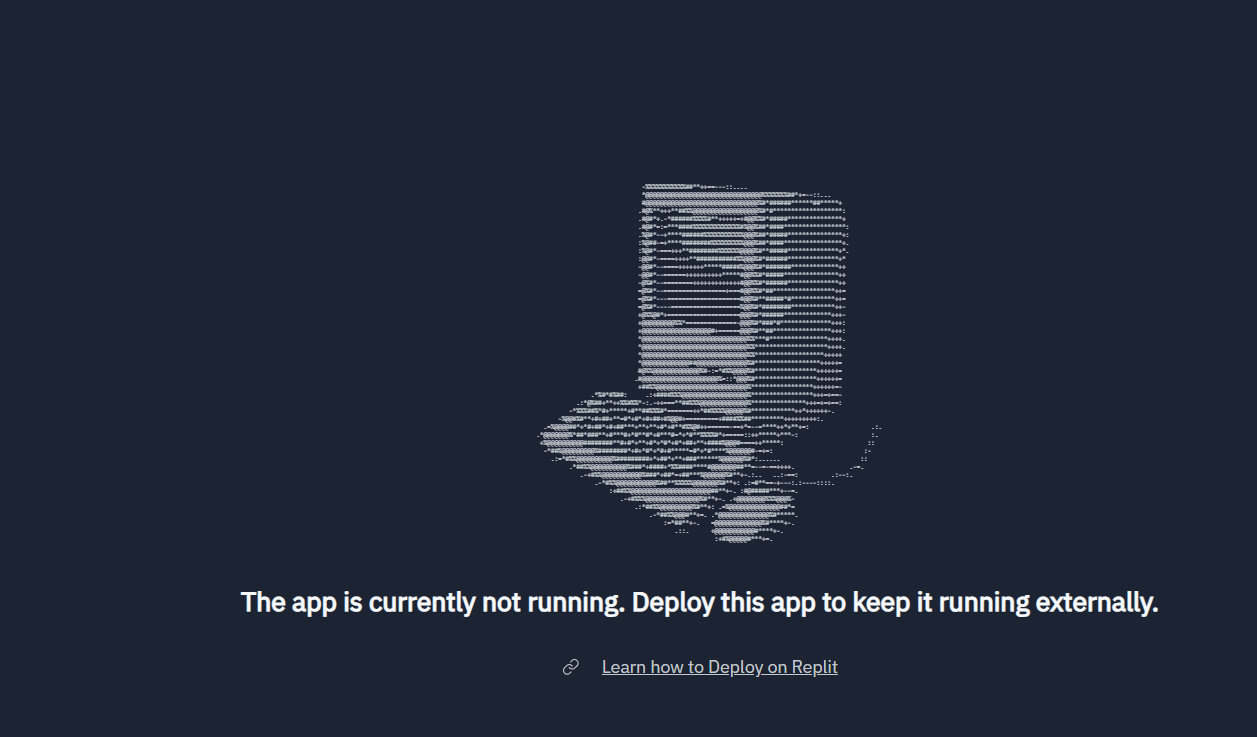 The app is currently not running. Deploy this app to keep it running externally.
Learn how to Deploy on Replit